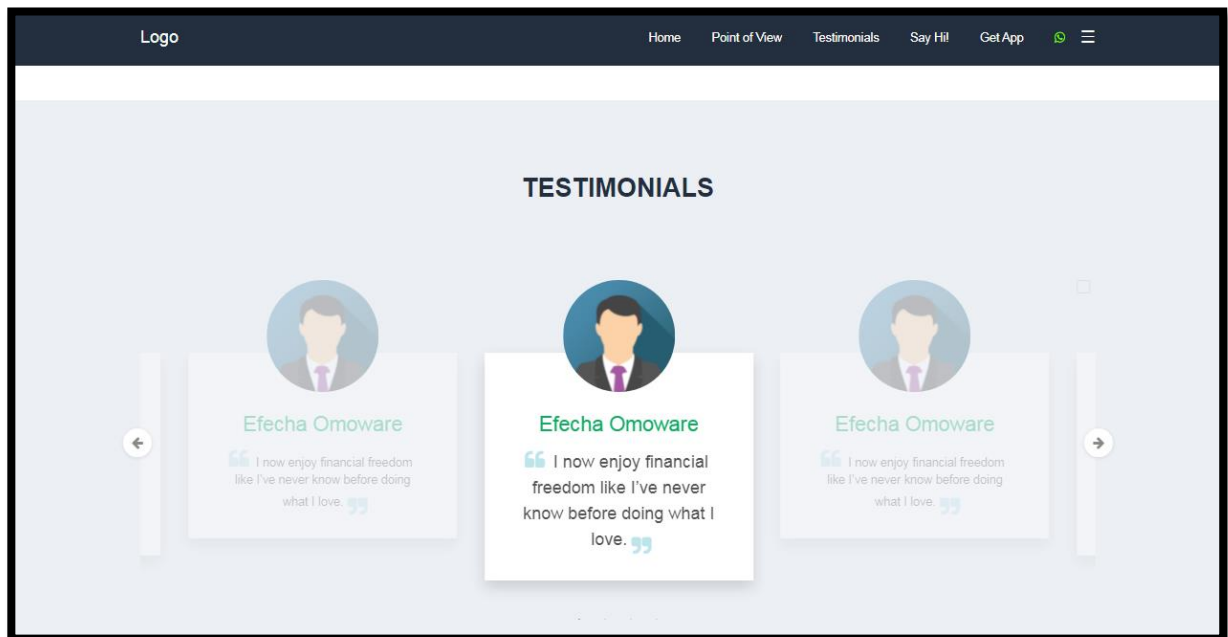 Logo
Home Point of View Testimonials Say Hi! Get App
TESTIMONIALS
Efecha Omoware
I now enjoy financial freedom
like I've never know before doing
what I love.
Efecha Omoware
I now enjoy financial
freedom like I've never
know before doing what I
love.
Efecha Omoware
I now enjoy financial freedom
like I've never know before doing
what I love.